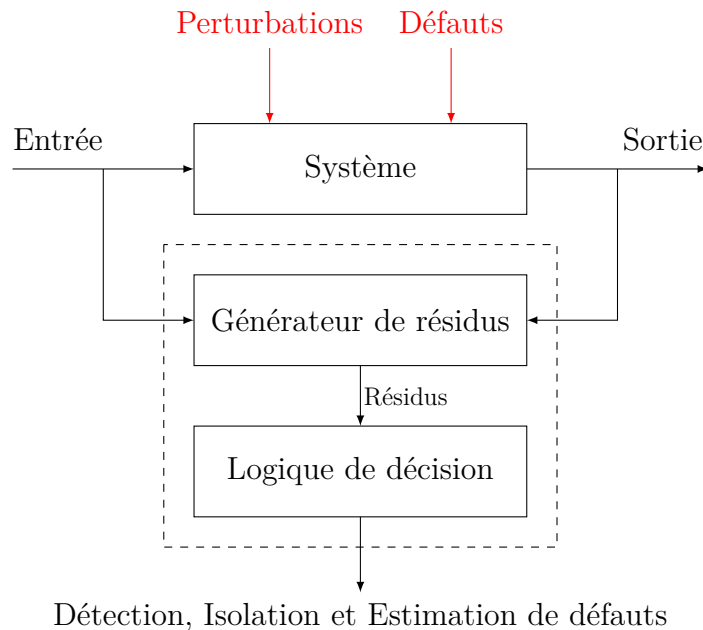 Perturbations Défauts
Entrée
Système
Sortie
Générateur de résidus
Résidus
Logique de décision
Détection, Isolation et Estimation de défauts